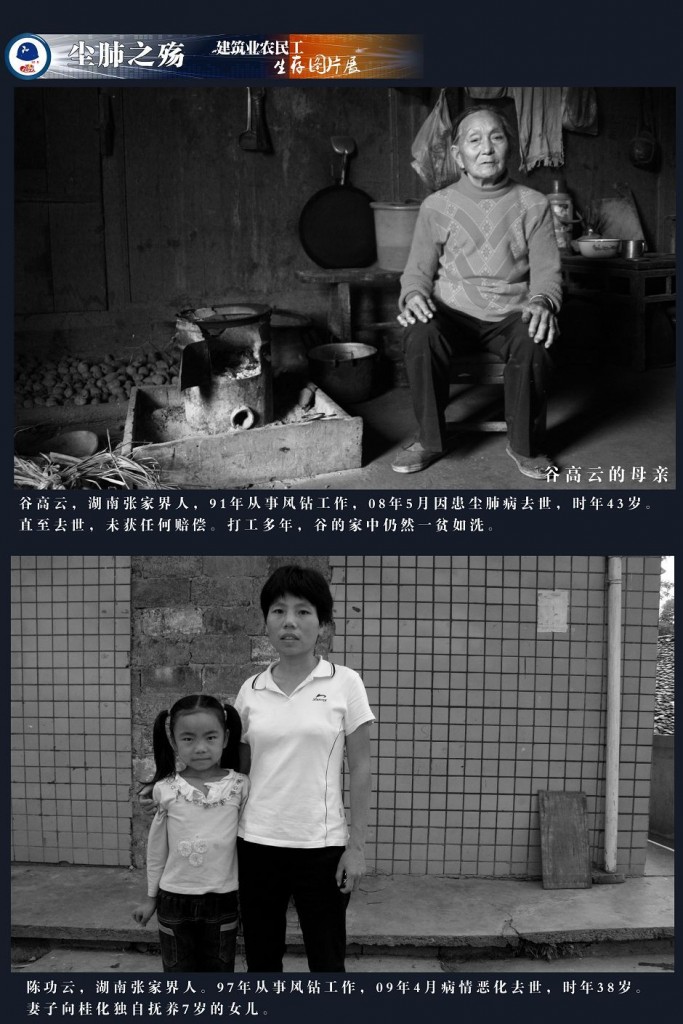 尘肺之殇
建筑业农民工
生存图片展
谷高云的母亲
谷高云，湖南张家界人，91年从事风钻工作，08年5月因患尘肺病去世，时年43岁。
直至去世，未获任何赔偿。打工多年，谷的家中仍然一贫如洗。
陈功云，湖南张家界人。97年从事风钻工作，09年4月病情恶化去世，时年38岁。
妻子向桂化独自抚养7岁的女儿。